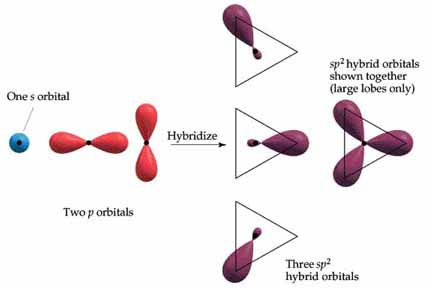 One s orbital
Two p orbitals
Hybridize
sp² hybrid orbitals
shown together
(large lobes only)
Three sp²
hybrid orbitals